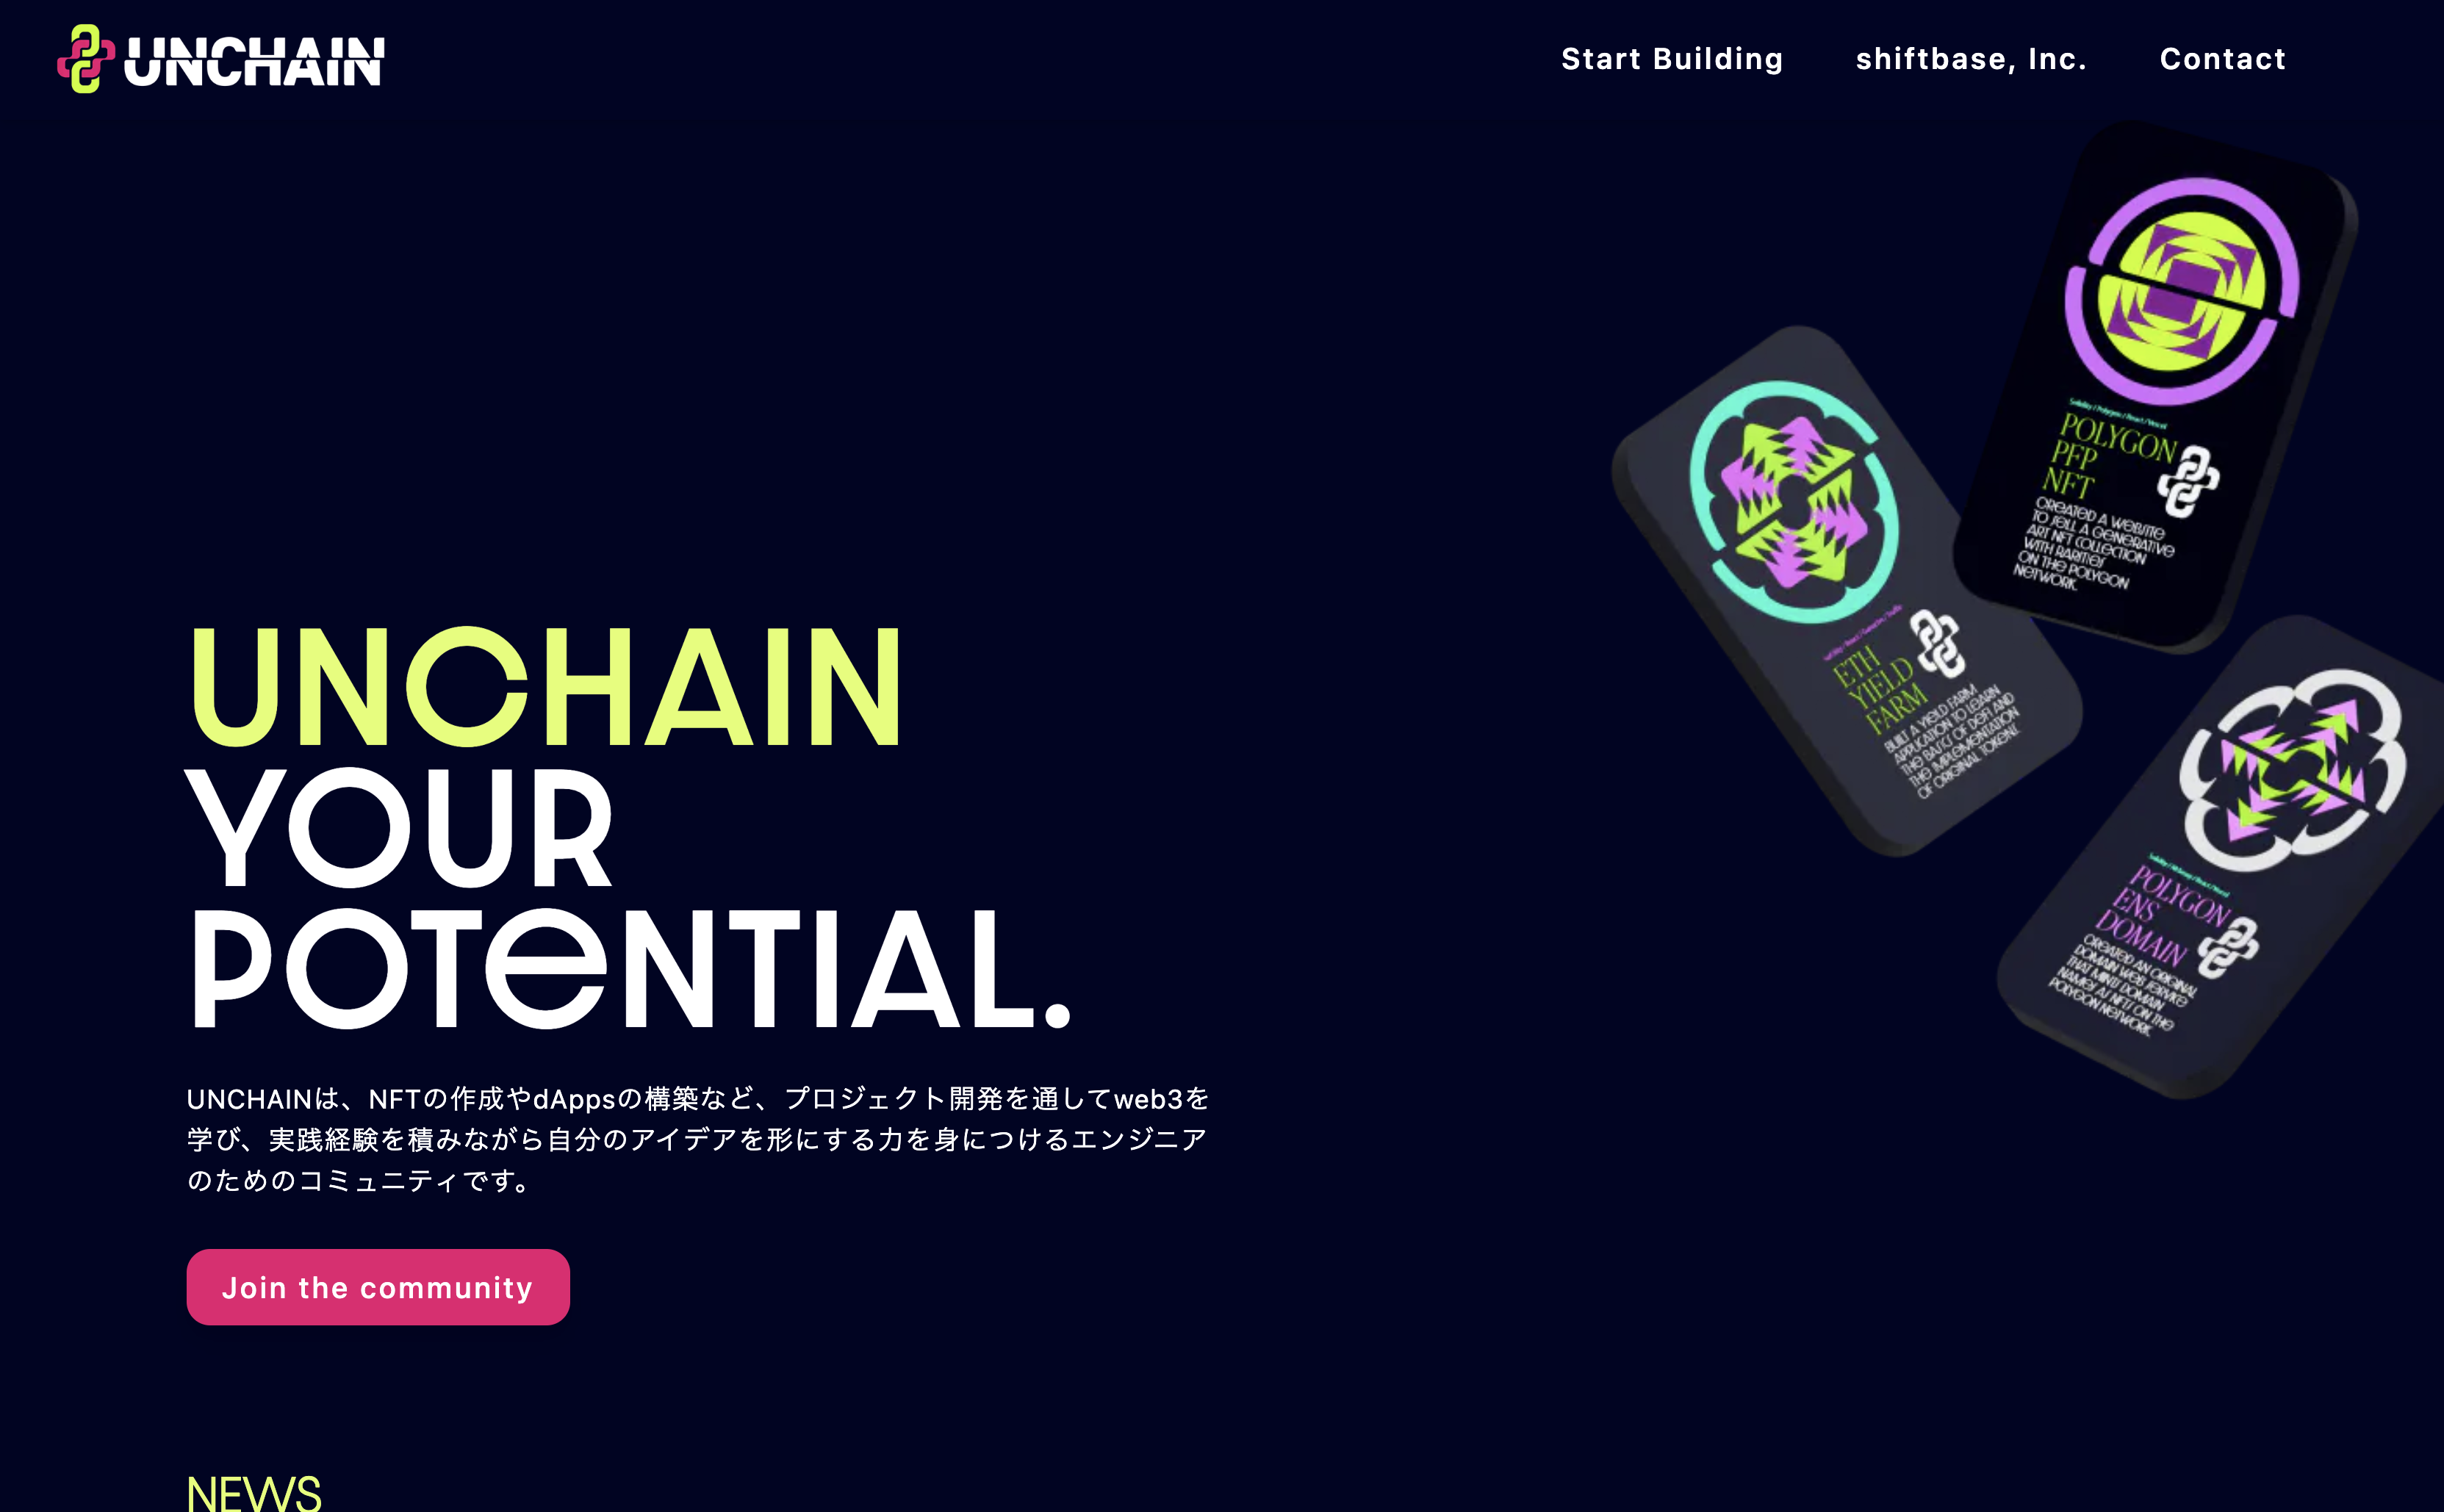 UNCHAIN
Start Building
shiftbase, Inc.
Contact
UNCHAIN
YOUR
POTENTIAL.
UNCHAINは、NFTの作成やdAppsの構築など、プロジェクト開発を通してweb3を
学び、実践経験を積みながら自分のアイデアを形にする力を身につけるエンジニア
のためのコミュニティです。
Join the community
Solidity / Polygon / React / Vercel
POLYGON
PFP
NFT
CREATED A WEBSITE
TO SELL A GENERATIVE
ART NFT COLLECTION
WITH RARITIES
ON THE POLYGON
NETWORK.
ETH
YIELD
FARM
BUILT A YIELD FARM
APPLICATION TO LEARN
THE BASICS OF DEFI AND
THE IMPLEMENTATION
OF ORIGINAL TOKENS.
POLYGON
ENS
DOMAIN
CREATED AN ORIGINAL
DOMAIN WEB SERVICE
THAT MINTS DOMAIN
NAMES AS NFTS ON THE
POLYGON NETWORK.
NEWS